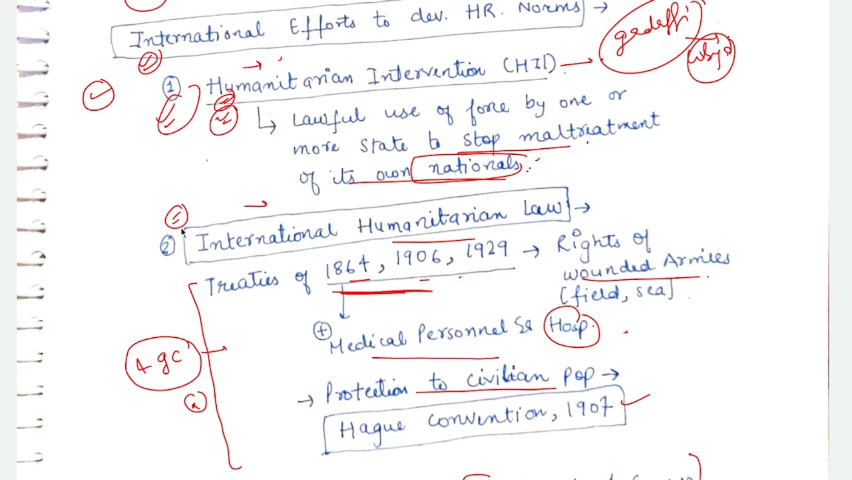 International Efforts to dev. HR. Norms →
① Humanitarian Intervention (HI) → gadaffi
Libya
↳ Lawful use of force by one or
more state to stop maltreatment
of its own nationals.
② International Humanitarian Law →
Treaties of 1864, 1906, 1929 → Rights of
wounded Armies
(field, sea)
⊕ Medical Personnel && Hosp.
4 GC'
→ Protection to civilian pop →
(a)
Hague Convention, 1907